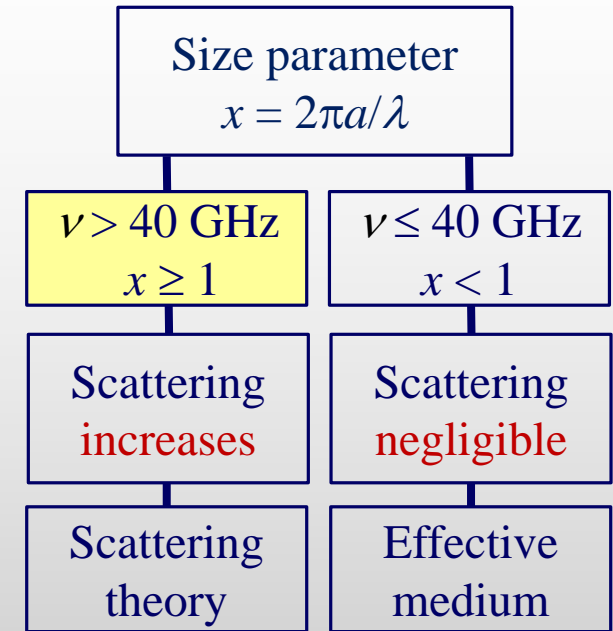 Size parameter
x = 2πa/λ
ν > 40 GHz
x ≥ 1
ν ≤ 40 GHz
x < 1
Scattering
increases
Scattering
negligible
Scattering
theory
Effective
medium